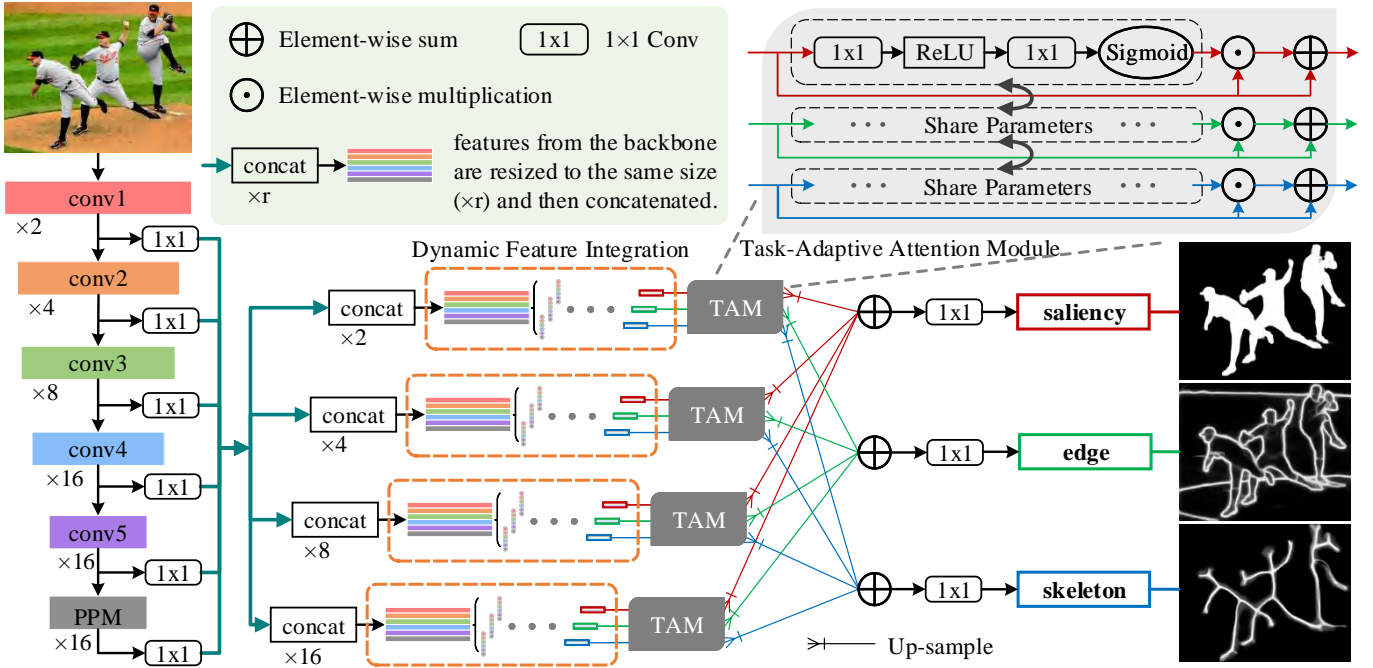 Element-wise sum
1x1
1×1 Conv
Element-wise multiplication
concat
×r
features from the backbone
are resized to the same size
(×r) and then concatenated.
1x1
ReLU
1x1
Sigmoid
Share Parameters
Share Parameters
Task-Adaptive Attention Module
Dynamic Feature Integration
conv1
×2
1x1
conv2
×4
1x1
conv3
×8
1x1
conv4
×16
1x1
conv5
×16
1x1
PPM
×16
1x1
concat
×2
TAM
concat
×4
TAM
concat
×8
TAM
concat
×16
TAM
1x1
saliency
1x1
edge
1x1
skeleton
Up-sample